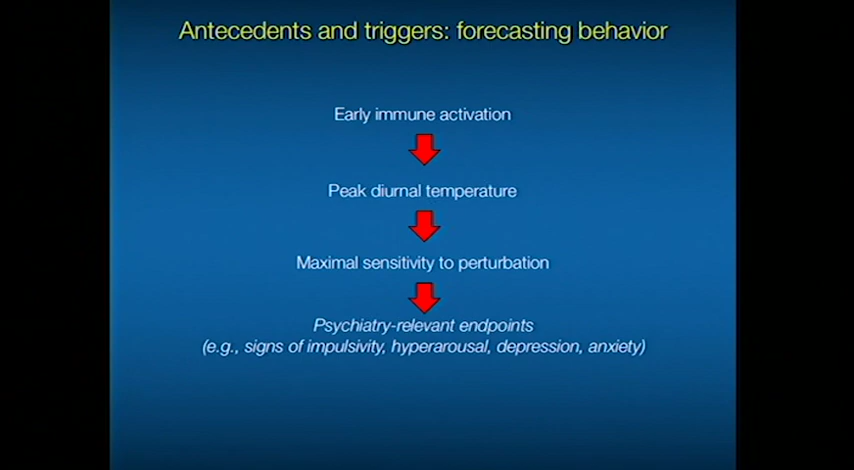 Antecedents and triggers: forecasting behavior
Early immune activation
Peak diurnal temperature
Maximal sensitivity to perturbation
Psychiatry-relevant endpoints
(e.g., signs of impulsivity, hyperarousal, depression, anxiety)